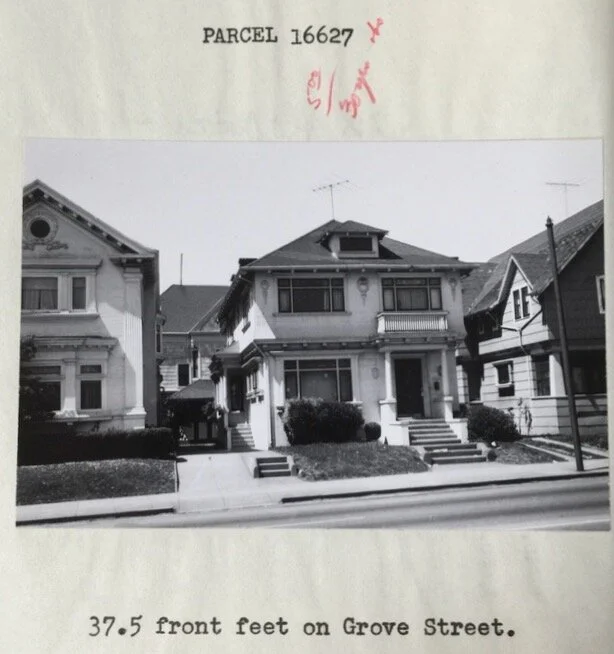 PARCEL 16627
37.5 front feet on Grove Street.